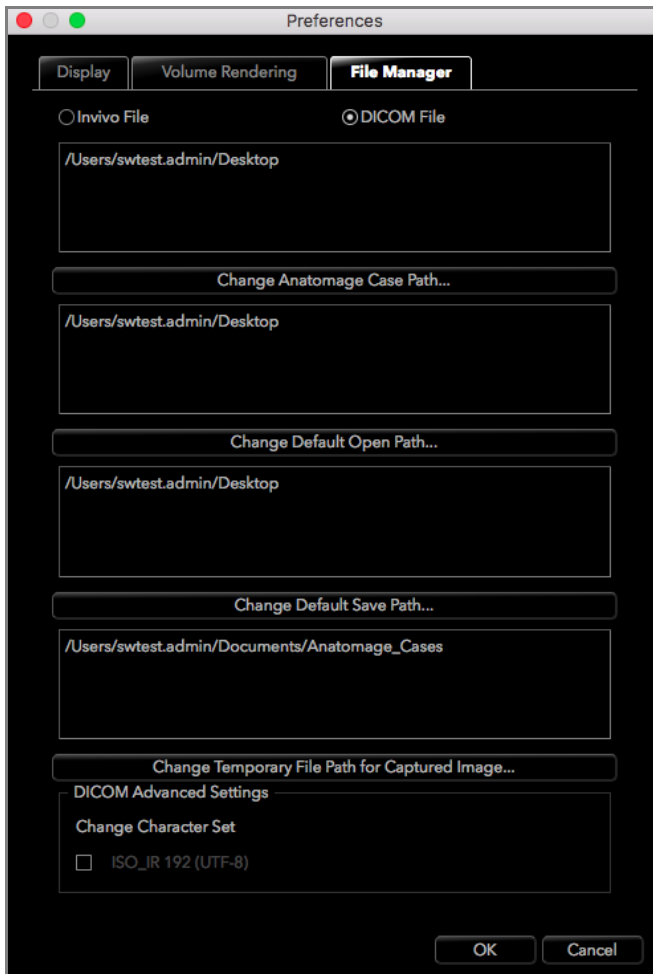 Preferences
Display Volume Rendering File Manager
Invivo File DICOM File
/Users/swtest.admin/Desktop
Change Anatomage Case Path...
/Users/swtest.admin/Desktop
Change Default Open Path...
/Users/swtest.admin/Desktop
Change Default Save Path...
/Users/swtest.admin/Documents/Anatomage_Cases
Change Temporary File Path for Captured Image...
DICOM Advanced Settings
Change Character Set
ISO_IR 192 (UTF-8)
OK Cancel